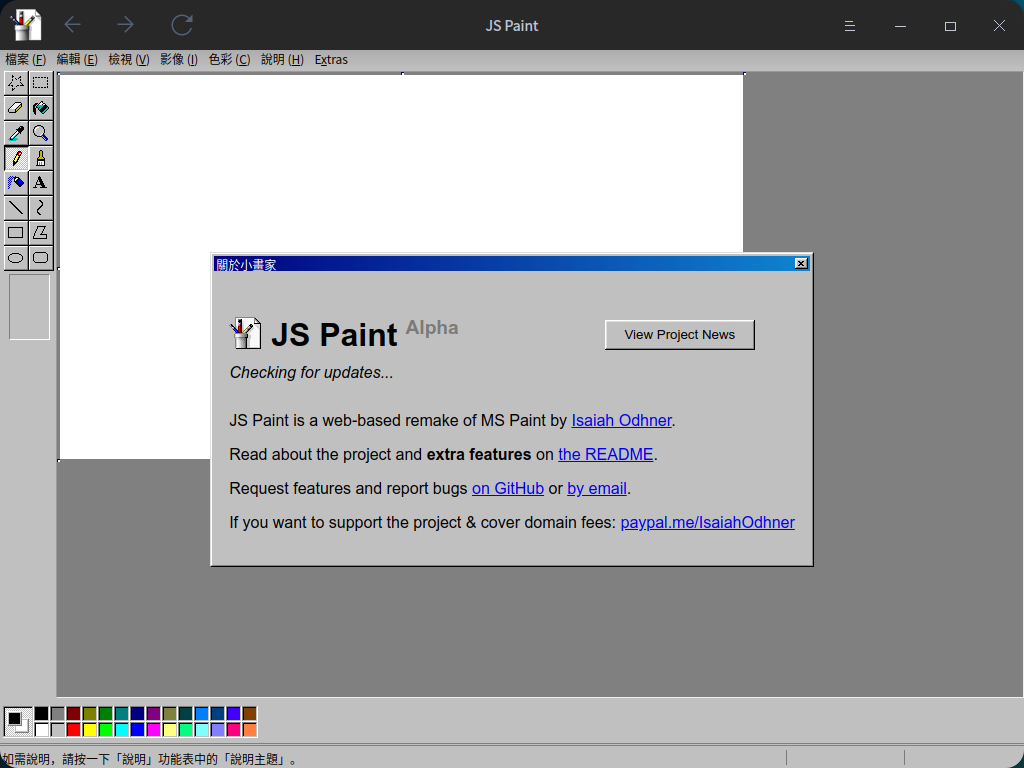 JS Paint
檔案 (F) 編輯 (E) 檢視 (V) 影像 (I) 色彩 (C) 說明 (H) Extras
A
關於小畫家
JS Paint Alpha
View Project News
Checking for updates...
JS Paint is a web-based remake of MS Paint by Isaiah Odhner.
Read about the project and extra features on the README.
Request features and report bugs on GitHub or by email.
If you want to support the project & cover domain fees: paypal.me/IsaiahOdhner
如需說明，請按一下「說明」功能表中的「說明主題」。